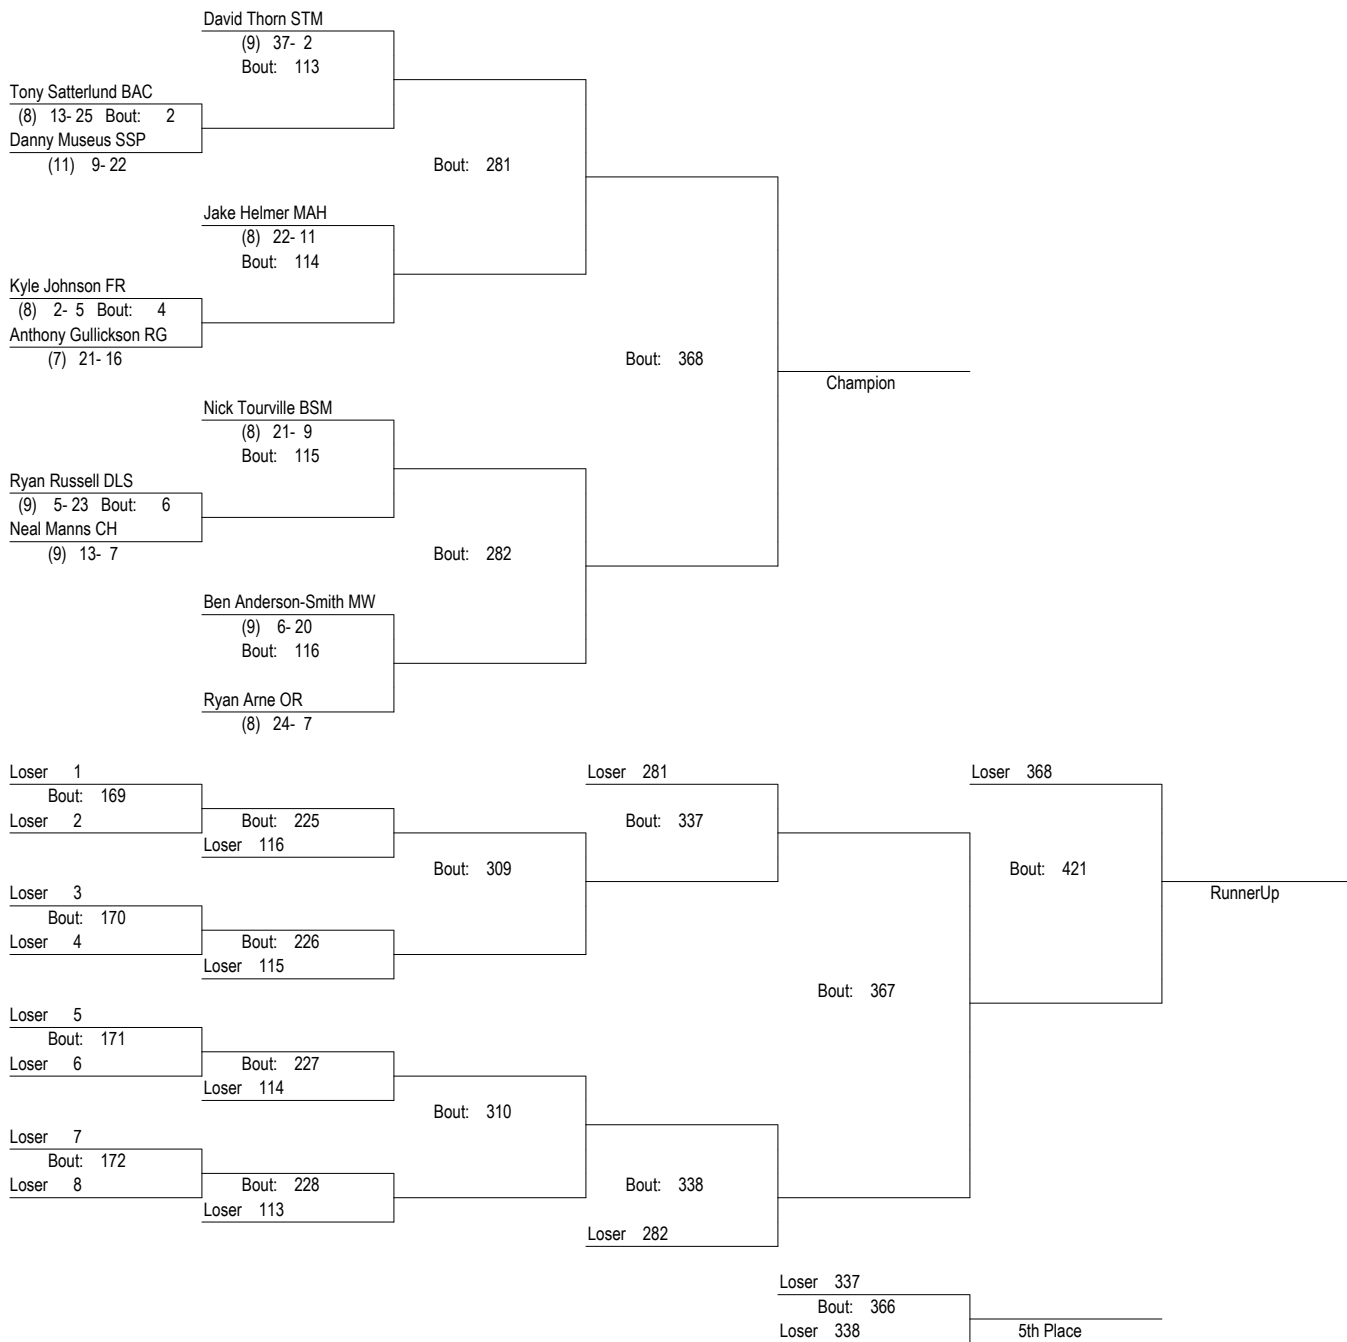 David Thorn STM
(9) 37- 2
Bout: 113
Tony Satterlund BAC
(8) 13- 25 Bout: 2
Danny Museus SSP
(11) 9- 22
Bout: 281
Jake Helmer MAH
(8) 22- 11
Bout: 114
Kyle Johnson FR
(8) 2- 5 Bout: 4
Anthony Gullickson RG
(7) 21- 16
Bout: 368
Champion
Nick Tourville BSM
(8) 21- 9
Bout: 115
Ryan Russell DLS
(9) 5- 23 Bout: 6
Neal Manns CH
(9) 13- 7
Bout: 282
Ben Anderson-Smith MW
(9) 6- 20
Bout: 116
Ryan Arne OR
(8) 24- 7
Loser 1
Bout: 169
Loser 2
Bout: 225
Loser 116
Bout: 309
Loser 281
Bout: 337
Loser 368
Bout: 421
RunnerUp
Loser 3
Bout: 170
Loser 4
Bout: 226
Loser 115
Bout: 367
Loser 5
Bout: 171
Loser 6
Bout: 227
Loser 114
Bout: 310
Loser 7
Bout: 172
Loser 8
Bout: 228
Loser 113
Bout: 338
Loser 282
Loser 337
Bout: 366
Loser 338
5th Place